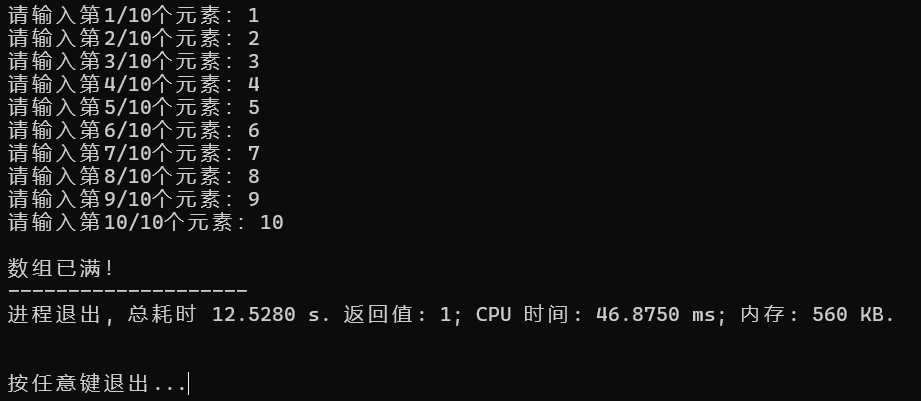 请输入第1/10个元素: 1
请输入第2/10个元素: 2
请输入第3/10个元素: 3
请输入第4/10个元素: 4
请输入第5/10个元素: 5
请输入第6/10个元素: 6
请输入第7/10个元素: 7
请输入第8/10个元素: 8
请输入第9/10个元素: 9
请输入第10/10个元素: 10
数组已满!
--------------------
进程退出, 总耗时 12.5280 s. 返回值: 1; CPU 时间: 46.8750 ms; 内存: 560 KB.
按任意键退出...